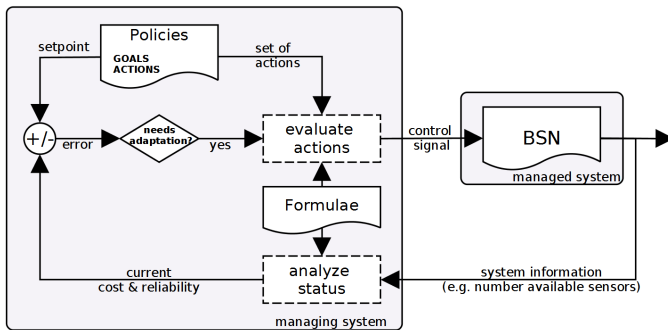 Policies
GOALS
ACTIONS
setpoint
set of
actions
+/-
error
needs
adaptation?
yes
evaluate
actions
control
signal
BSN
managed system
Formulae
analyze
status
current
cost & reliability
system information
(e.g. number available sensors)
managing system